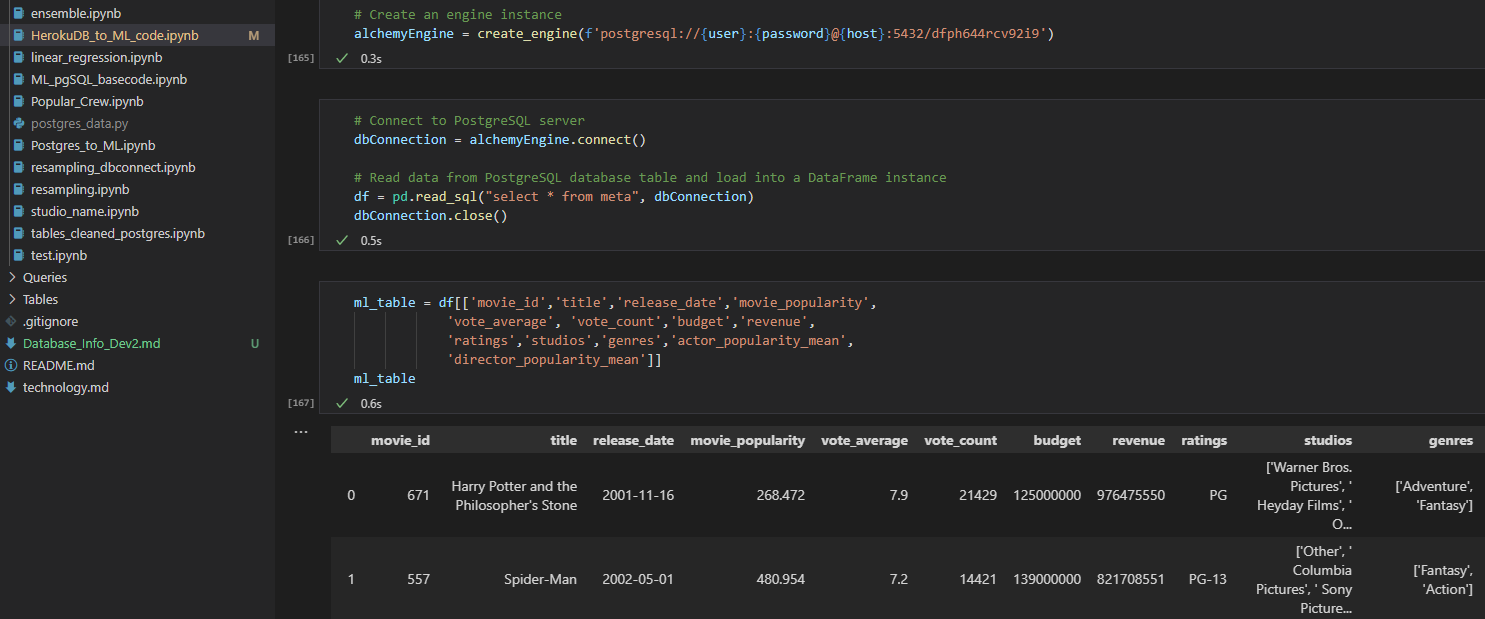 ensemble.ipynb
HerokuDB_to_ML_code.ipynb M
linear_regression.ipynb
ML_pgSQL_basecode.ipynb
Popular_Crew.ipynb
postgres_data.py
Postgres_to_ML.ipynb
resampling_dbconnect.ipynb
resampling.ipynb
studio_name.ipynb
tables_cleaned_postgres.ipynb
test.ipynb
Queries
Tables
.gitignore
Database_Info_Dev2.md U
README.md
technology.md
# Create an engine instance
alchemyEngine = create_engine(f'postgresql://{user}:{password}@{host}:5432/dfph644rcv92i9')
[165] 0.3s
# Connect to PostgreSQL server
dbConnection = alchemyEngine.connect()
# Read data from PostgreSQL database table and load into a DataFrame instance
df = pd.read_sql("select * from meta", dbConnection)
dbConnection.close()
[166] 0.5s
ml_table = df[['movie_id','title','release_date','movie_popularity',
'vote_average', 'vote_count','budget','revenue',
'ratings','studios','genres','actor_popularity_mean',
'director_popularity_mean']]
ml_table
[167] 0.6s
...
movie_id title release_date movie_popularity vote_average vote_count budget revenue ratings studios genres
0 671 Harry Potter and the Philosopher's Stone 2001-11-16 268.472 7.9 21429 125000000 976475550 PG ['Warner Bros. Pictures', ' Heyday Films', ' O... ['Adventure', 'Fantasy']
1 557 Spider-Man 2002-05-01 480.954 7.2 14421 139000000 821708551 PG-13 ['Other', ' Columbia Pictures', ' Sony Picture... ['Fantasy', 'Action']